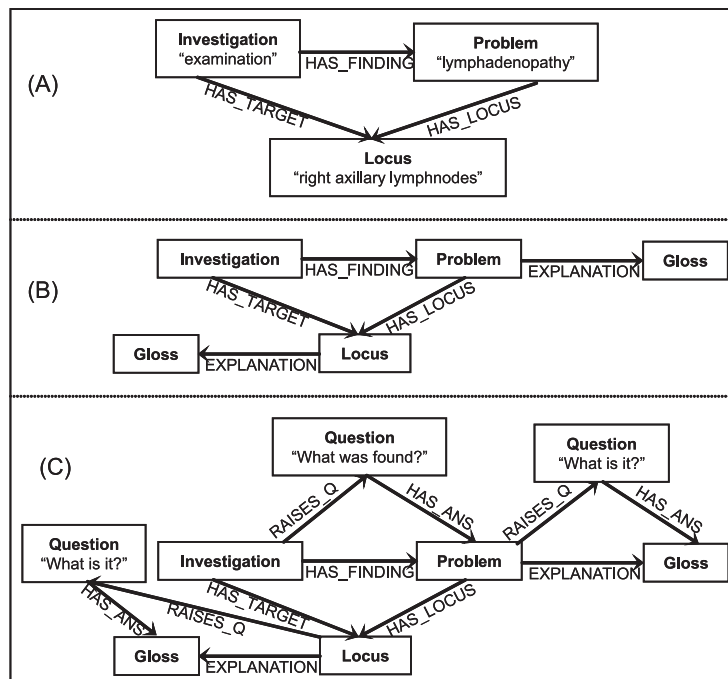 (A)
Investigation
"examination"
HAS_FINDING
Problem
"lymphadenopathy"
HAS_TARGET
HAS_LOCUS
Locus
"right axillary lymphnodes"
(B)
Investigation
HAS_FINDING
Problem
EXPLANATION
Gloss
HAS_TARGET
HAS_LOCUS
Gloss
EXPLANATION
Locus
(C)
Question
"What was found?"
Question
"What is it?"
RAISES_Q
HAS_ANS
RAISES_Q
HAS_ANS
Question
"What is it?"
Investigation
HAS_FINDING
Problem
EXPLANATION
Gloss
HAS_ANS
RAISES_Q
HAS_TARGET
HAS_LOCUS
Gloss
EXPLANATION
Locus